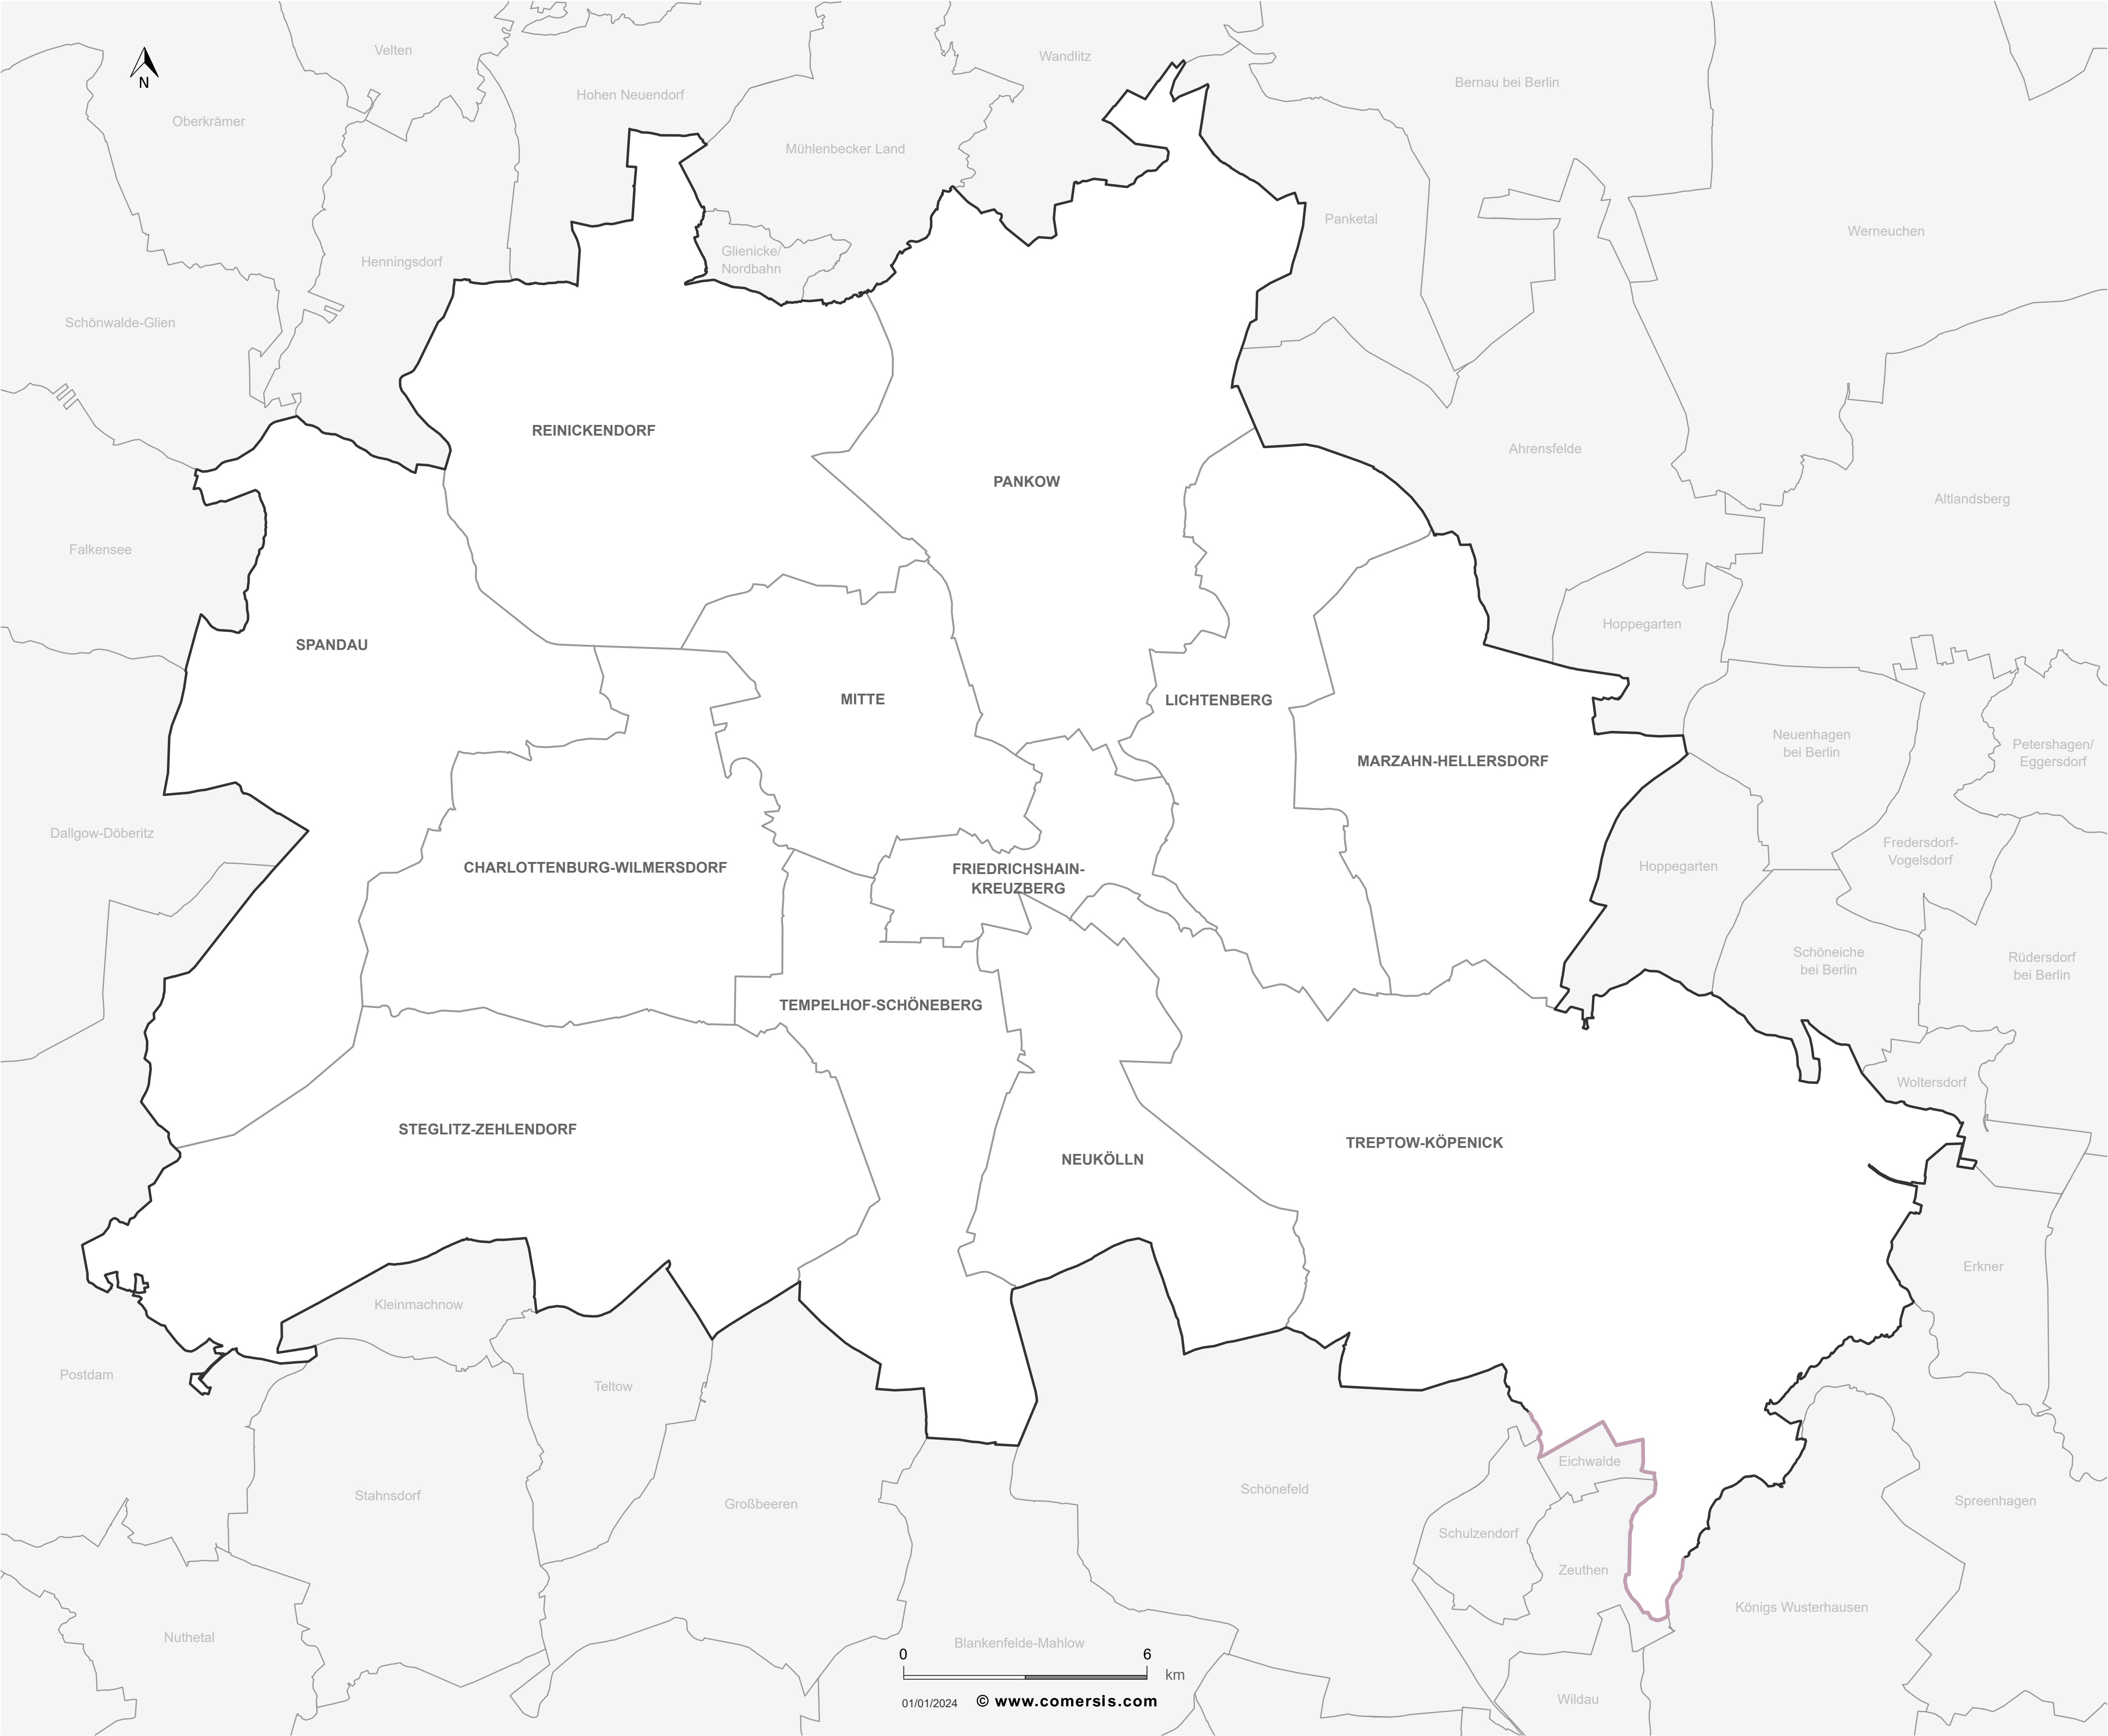 Velten
Wandlitz
N
Bernau bei Berlin
Hohen Neuendorf
Oberkrämer
Mühlenbecker Land
Panketal
Werneuchen
Glienicke/
Nordbahn
Henningsdorf
Schönwalde-Glien
REINICKENDORF
Ahrensfelde
PANKOW
Altlandsberg
Falkensee
Hoppegarten
SPANDAU
MITTE
LICHTENBERG
Neuenhagen
bei Berlin
Petershagen/
Eggersdorf
MARZAHN-HELLERSDORF
Dallgow-Döberitz
Fredersdorf-
Vogelsdorf
CHARLOTTENBURG-WILMERSDORF
FRIEDRICHSHAIN-
KREUZBERG
Hoppegarten
Schöneiche
bei Berlin
Rüdersdorf
bei Berlin
TEMPELHOF-SCHÖNEBERG
Woltersdorf
STEGLITZ-ZEHLENDORF
TREPTOW-KÖPENICK
NEUKÖLLN
Erkner
Kleinmachnow
Postdam
Teltow
Eichwalde
Schönefeld
Stahnsdorf
Großbeeren
Spreenhagen
Schulzendorf
Zeuthen
Königs Wusterhausen
Nuthetal
Blankenfelde-Mahlow
0 6
km
Wildau
01/01/2024 © www.comersis.com